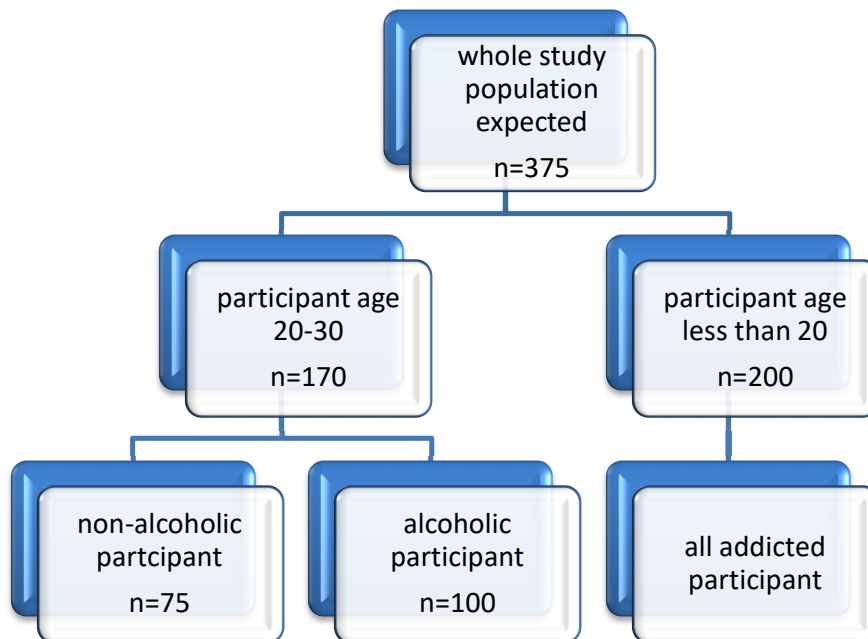 whole study
population
expected
n=375
participant age
20-30
n=170
participant age
less than 20
n=200
non-alcoholic
partcipant
n=75
alcoholic
participant
n=100
all addicted
participant